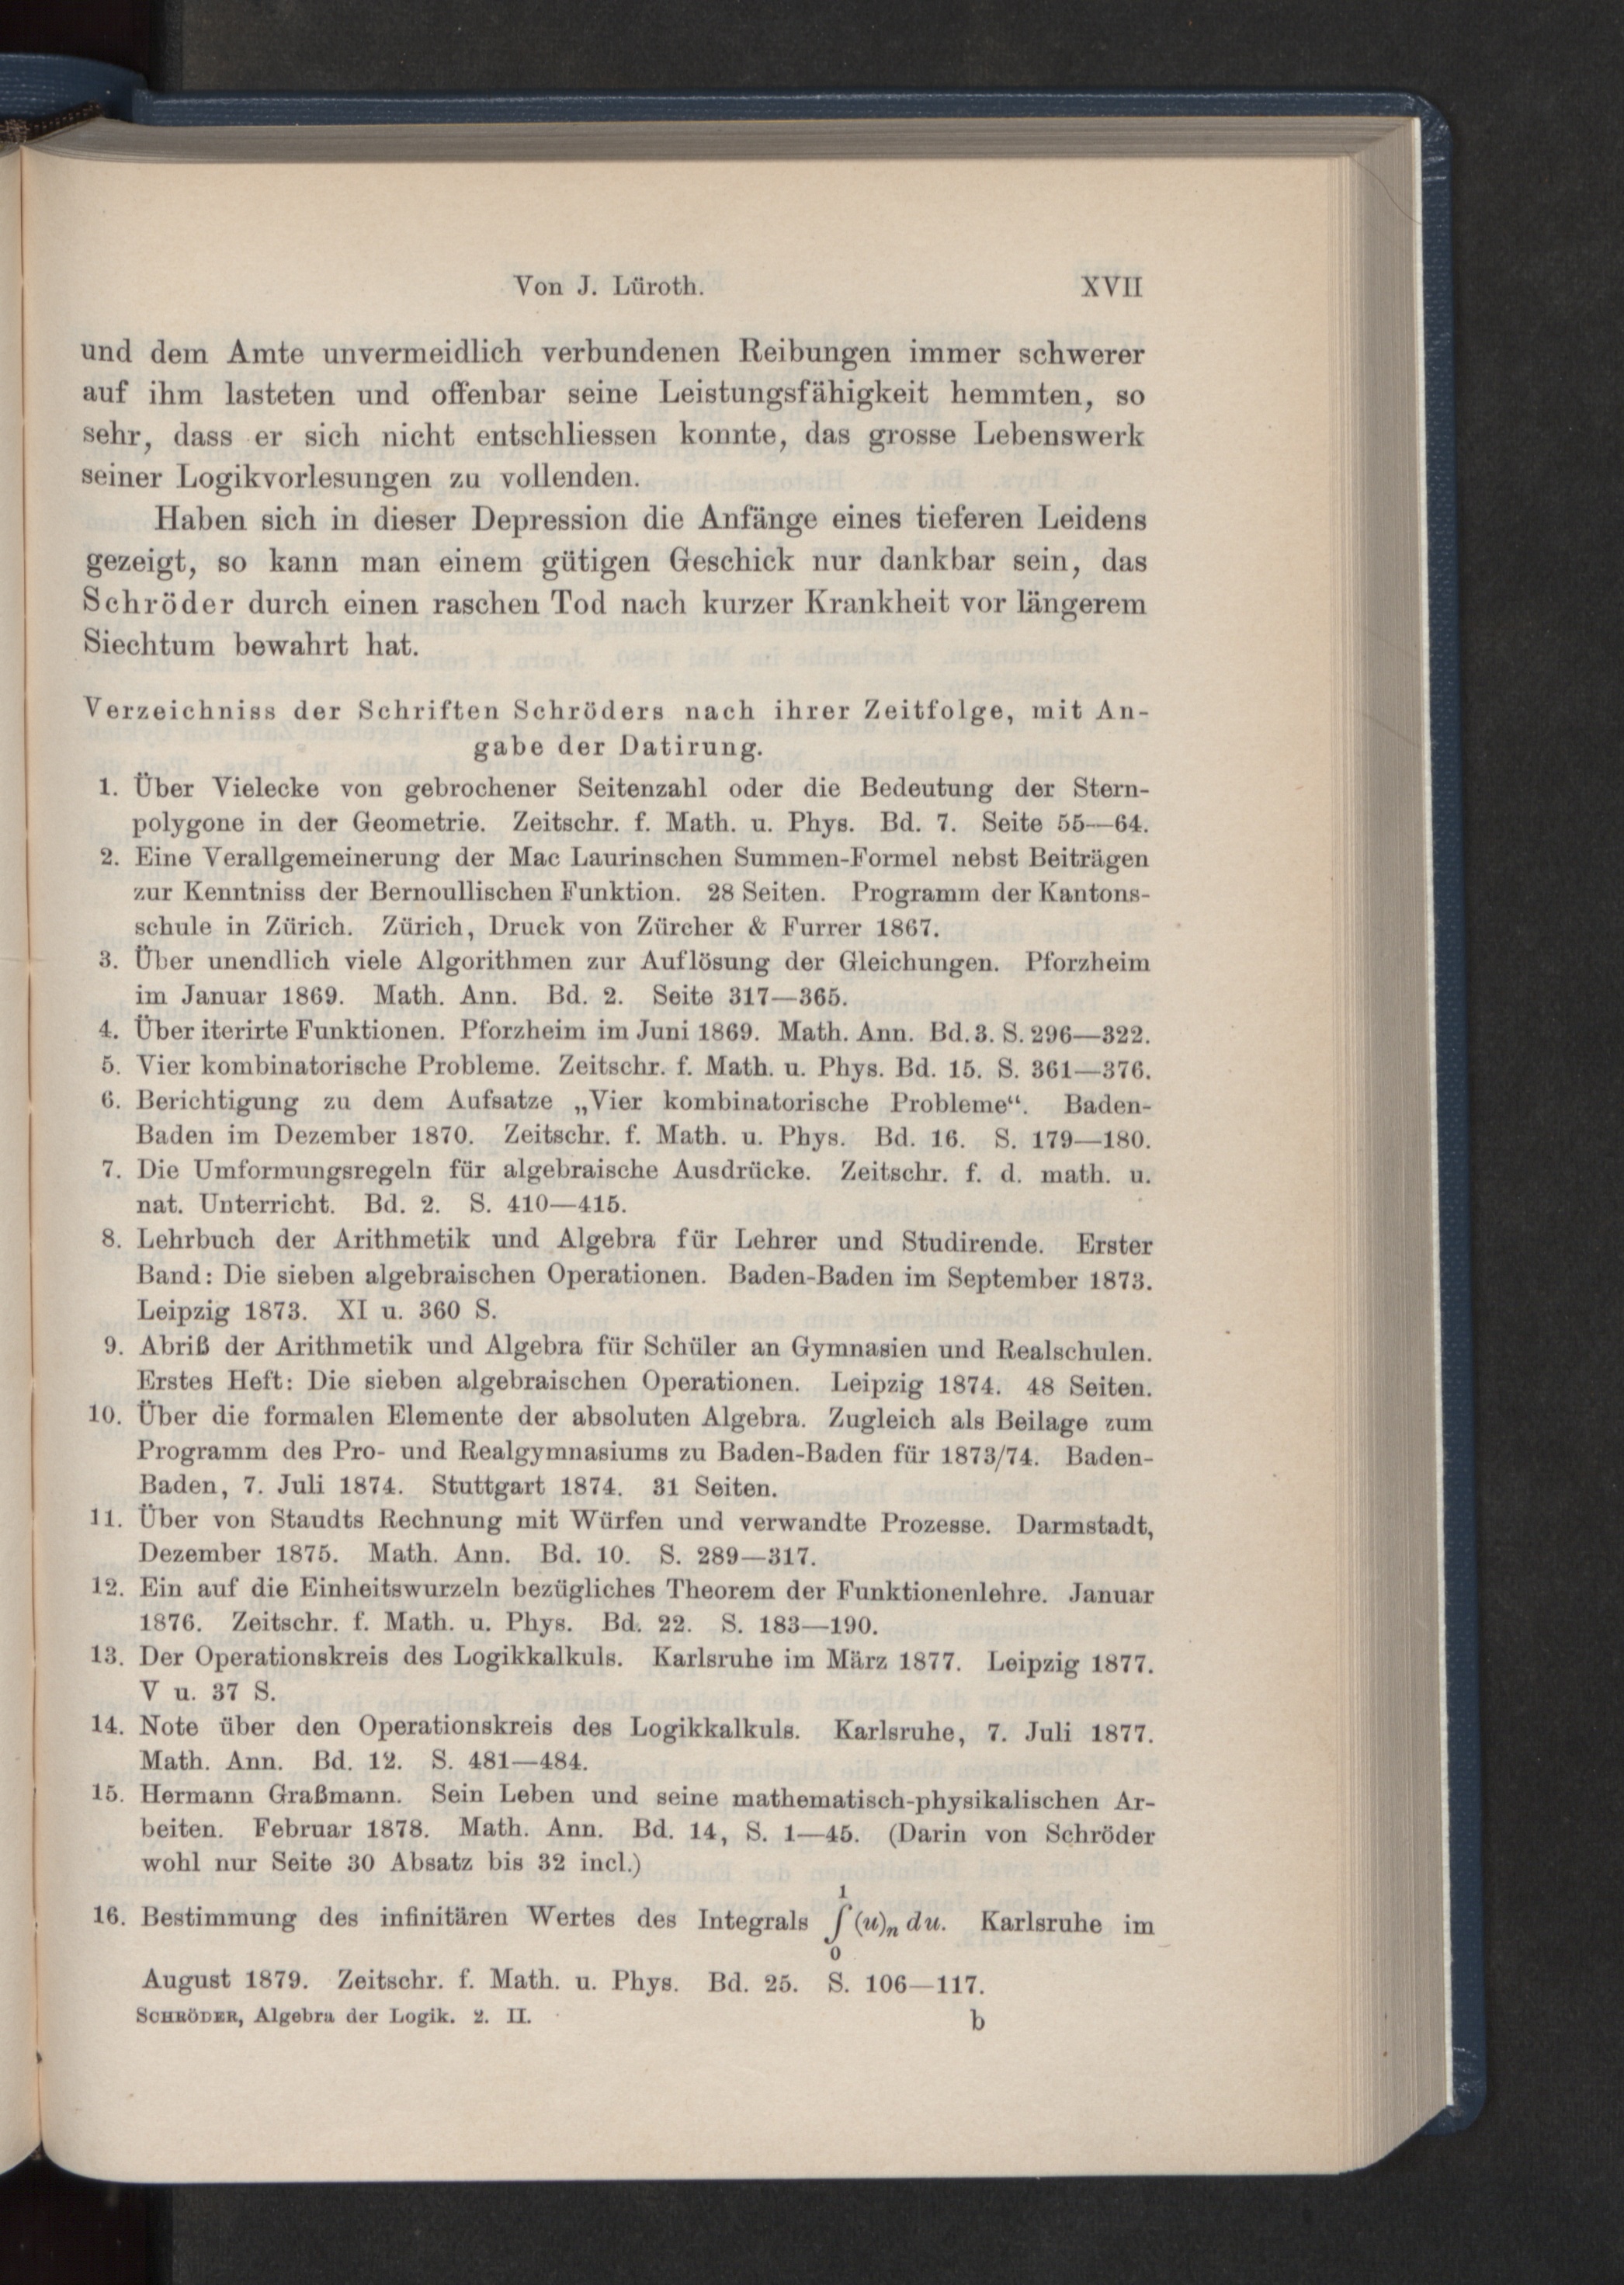 Von J. Lüroth. XVII
und dem Amte unvermeidlich verbundenen Reibungen immer schwerer
auf ihm lasteten und offenbar seine Leistungsfähigkeit hemmten, so
sehr, dass er sich nicht entschliessen konnte, das grosse Lebenswerk
seiner Logikvorlesungen zu vollenden.
Haben sich in dieser Depression die Anfänge eines tieferen Leidens
gezeigt, so kann man einem gütigen Geschick nur dankbar sein, das
Schröder durch einen raschen Tod nach kurzer Krankheit vor längerem
Siechtum bewahrt hat.
Verzeichniss der Schriften Schröders nach ihrer Zeitfolge, mit An-
gabe der Datirung.
1. Über Vielecke von gebrochener Seitenzahl oder die Bedeutung der Stern-
polygone in der Geometrie. Zeitschr. f. Math. u. Phys. Bd. 7. Seite 55—64.
2. Eine Verallgemeinerung der Mac Laurinschen Summen-Formel nebst Beiträgen
zur Kenntniss der Bernoullischen Funktion. 28 Seiten. Programm der Kantons-
schule in Zürich. Zürich, Druck von Zürcher & Furrer 1867.
3. Über unendlich viele Algorithmen zur Auflösung der Gleichungen. Pforzheim
im Januar 1869. Math. Ann. Bd. 2. Seite 317—365.
4. Über iterirte Funktionen. Pforzheim im Juni 1869. Math. Ann. Bd. 3. S. 296—322.
5. Vier kombinatorische Probleme. Zeitschr. f. Math. u. Phys. Bd. 15. S. 361—376.
6. Berichtigung zu dem Aufsatze „Vier kombinatorische Probleme“. Baden-
Baden im Dezember 1870. Zeitschr. f. Math. u. Phys. Bd. 16. S. 179—180.
7. Die Umformungsregeln für algebraische Ausdrücke. Zeitschr. f. d. math. u.
nat. Unterricht. Bd. 2. S. 410—415.
8. Lehrbuch der Arithmetik und Algebra für Lehrer und Studirende. Erster
Band: Die sieben algebraischen Operationen. Baden-Baden im September 1873.
Leipzig 1873. XI u. 360 S.
9. Abriß der Arithmetik und Algebra für Schüler an Gymnasien und Realschulen.
Erstes Heft: Die sieben algebraischen Operationen. Leipzig 1874. 48 Seiten.
10. Über die formalen Elemente der absoluten Algebra. Zugleich als Beilage zum
Programm des Pro- und Realgymnasiums zu Baden-Baden für 1873/74. Baden-
Baden, 7. Juli 1874. Stuttgart 1874. 31 Seiten.
11. Über von Staudts Rechnung mit Würfen und verwandte Prozesse. Darmstadt,
Dezember 1875. Math. Ann. Bd. 10. S. 289—317.
12. Ein auf die Einheitswurzeln bezügliches Theorem der Funktionenlehre. Januar
1876. Zeitschr. f. Math. u. Phys. Bd. 22. S. 183—190.
13. Der Operationskreis des Logikkalkuls. Karlsruhe im März 1877. Leipzig 1877.
V u. 37 S.
14. Note über den Operationskreis des Logikkalkuls. Karlsruhe, 7. Juli 1877.
Math. Ann. Bd. 12. S. 481—484.
15. Hermann Graßmann. Sein Leben und seine mathematisch-physikalischen Ar-
beiten. Februar 1878. Math. Ann. Bd. 14, S. 1—45. (Darin von Schröder
wohl nur Seite 30 Absatz bis 32 incl.)
16. Bestimmung des infinitären Wertes des Integrals ∫₀¹(u)ₙ du. Karlsruhe im
August 1879. Zeitschr. f. Math. u. Phys. Bd. 25. S. 106—117.
SCHRÖDER, Algebra der Logik. 2. II. b